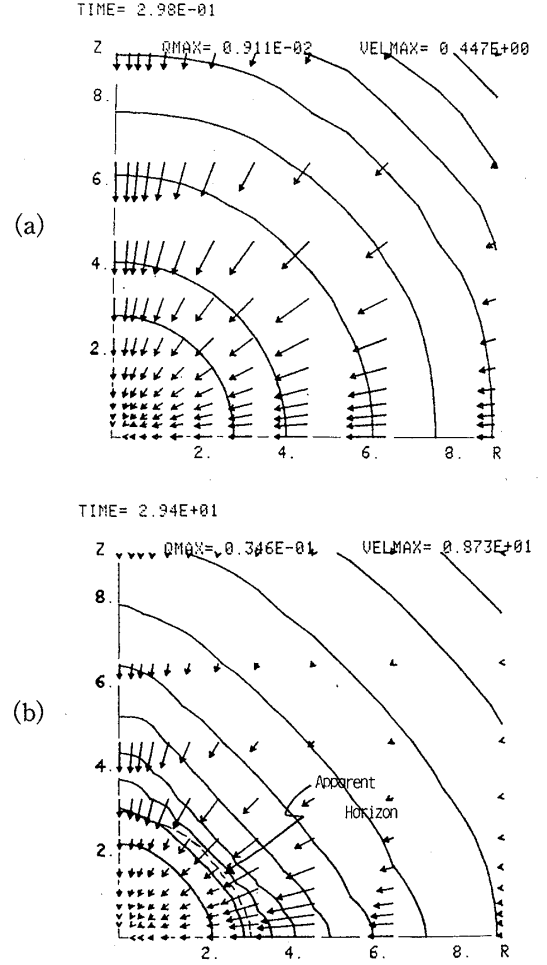 TIME= 2.98E-01
Z QMAX= 0.911E-02 VELMAX= 0.447E+00
8.
6.
(a)
4.
2.
2. 4. 6. 8. R
TIME= 2.94E+01
Z QMAX= 0.346E-01 VELMAX= 0.873E+01
8.
6.
(b)
4.
Apparent
Horizon
2.
2. 4. 6. 8. R